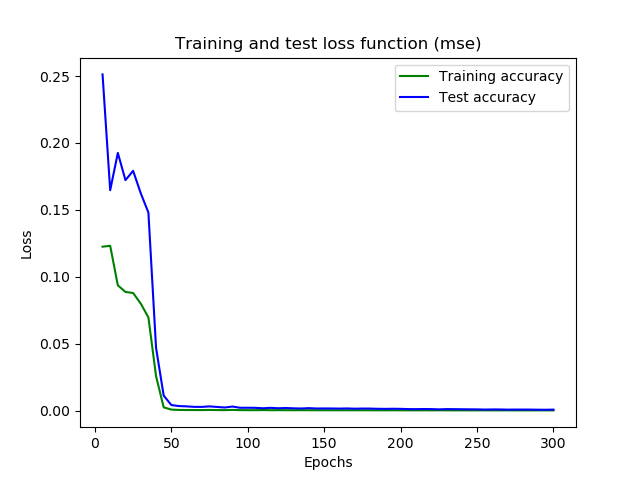 Training and test loss function (mse)
Training accuracy
Test accuracy
0.25
0.20
0.15
0.10
0.05
0.00
Loss
0 50 100 150 200 250 300
Epochs